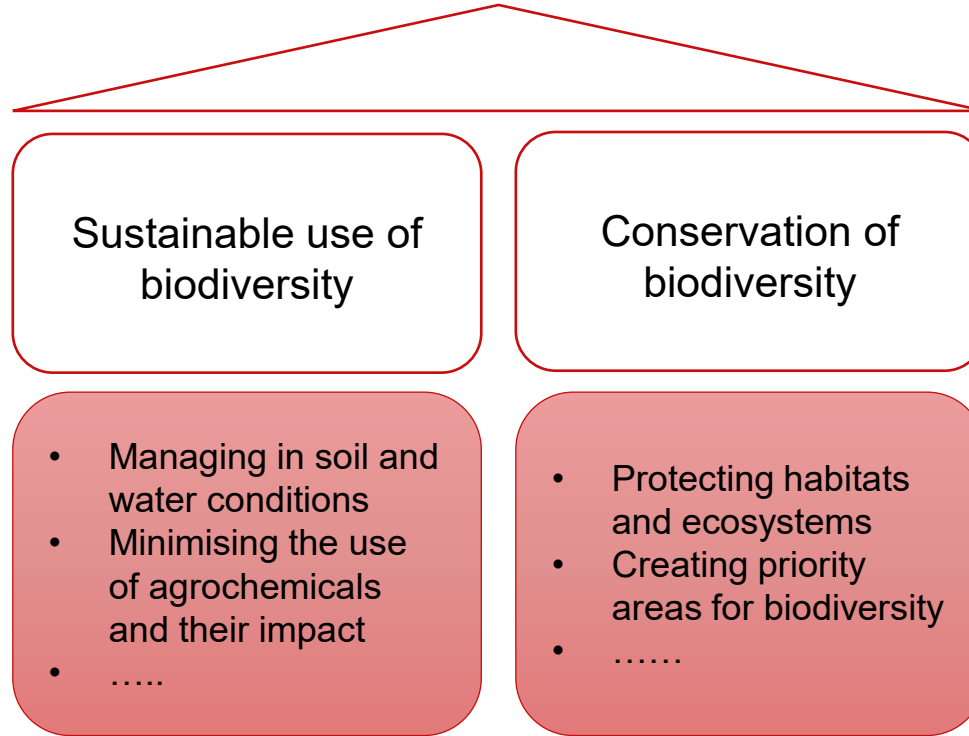 Sustainable use of
biodiversity
Conservation of
biodiversity
• Managing in soil and
water conditions
• Minimising the use
of agrochemicals
and their impact
• …..
• Protecting habitats
and ecosystems
• Creating priority
areas for biodiversity
• ……